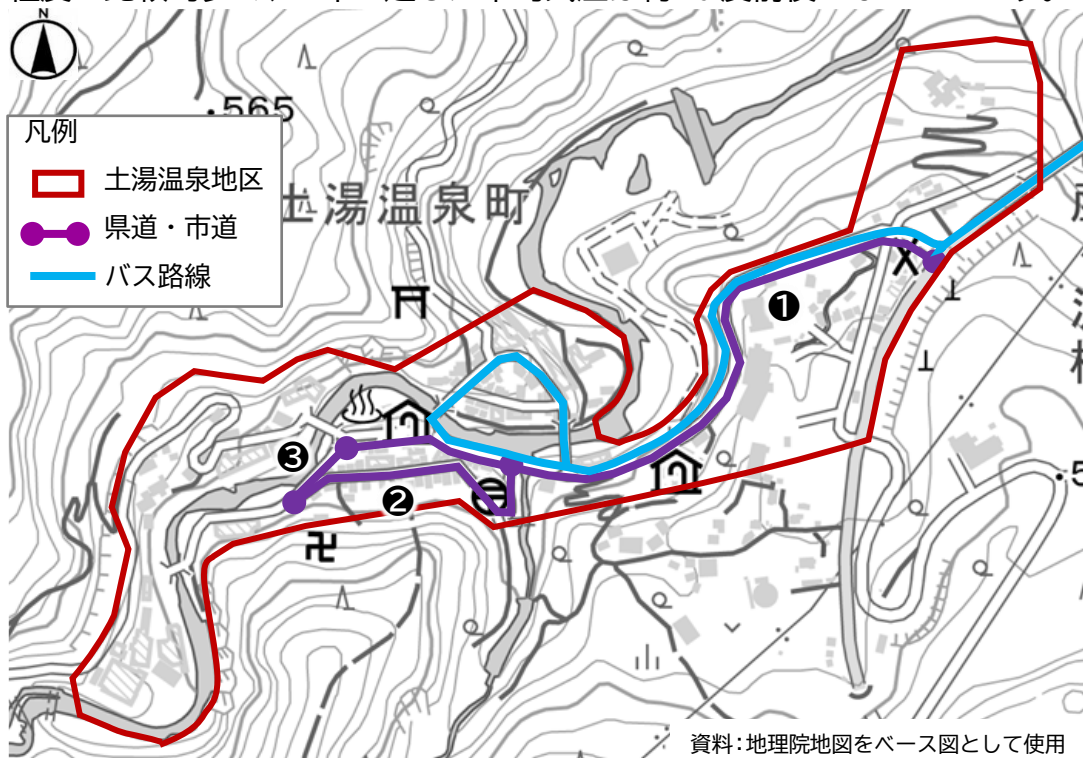 N
・565
凡例
土湯温泉地区
県道・市道
バス路線
土湯温泉町
❶
❷
❸
資料:地理院地図をベース図として使用